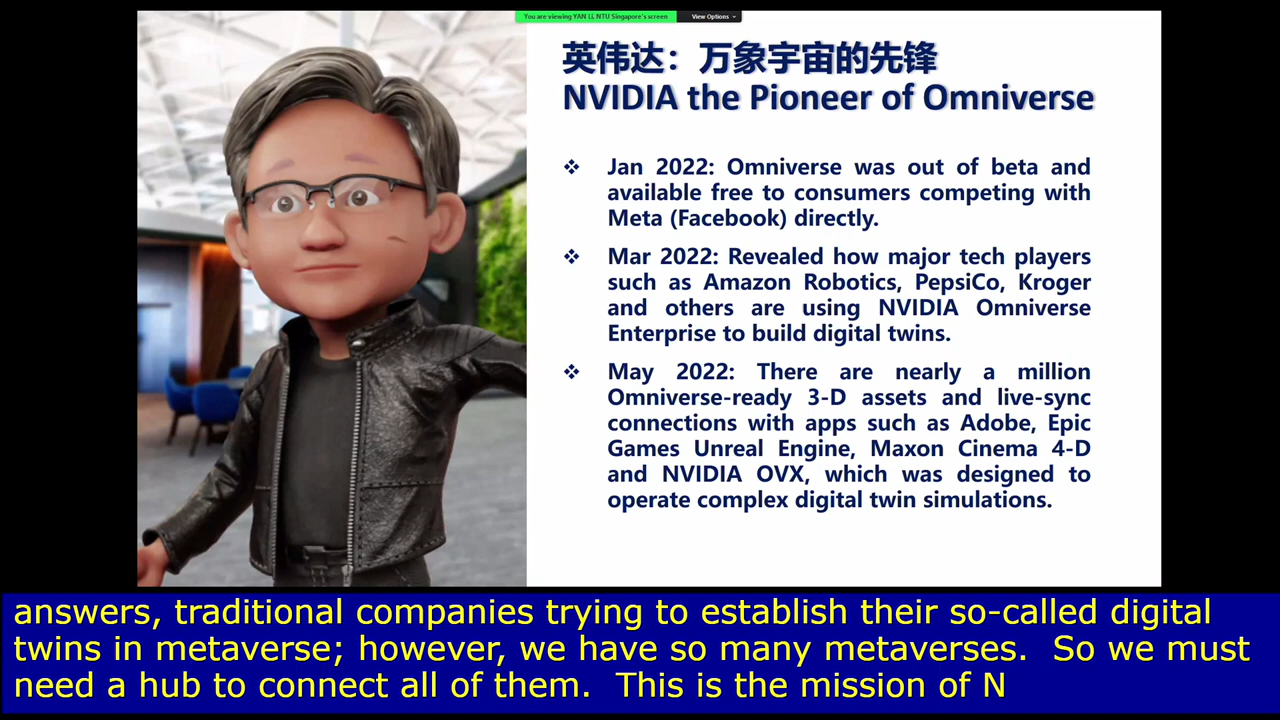 You are viewing YAN LI, NTU Singapore's screen
View Options
英伟达：万象宇宙的先锋
NVIDIA the Pioneer of Omniverse
❖ Jan 2022: Omniverse was out of beta and
available free to consumers competing with
Meta (Facebook) directly.
❖ Mar 2022: Revealed how major tech players
such as Amazon Robotics, PepsiCo, Kroger
and others are using NVIDIA Omniverse
Enterprise to build digital twins.
❖ May 2022: There are nearly a million
Omniverse-ready 3-D assets and live-sync
connections with apps such as Adobe, Epic
Games Unreal Engine, Maxon Cinema 4-D
and NVIDIA OVX, which was designed to
operate complex digital twin simulations.
answers, traditional companies trying to establish their so-called digital
twins in metaverse; however, we have so many metaverses.  So we must
need a hub to connect all of them.  This is the mission of N